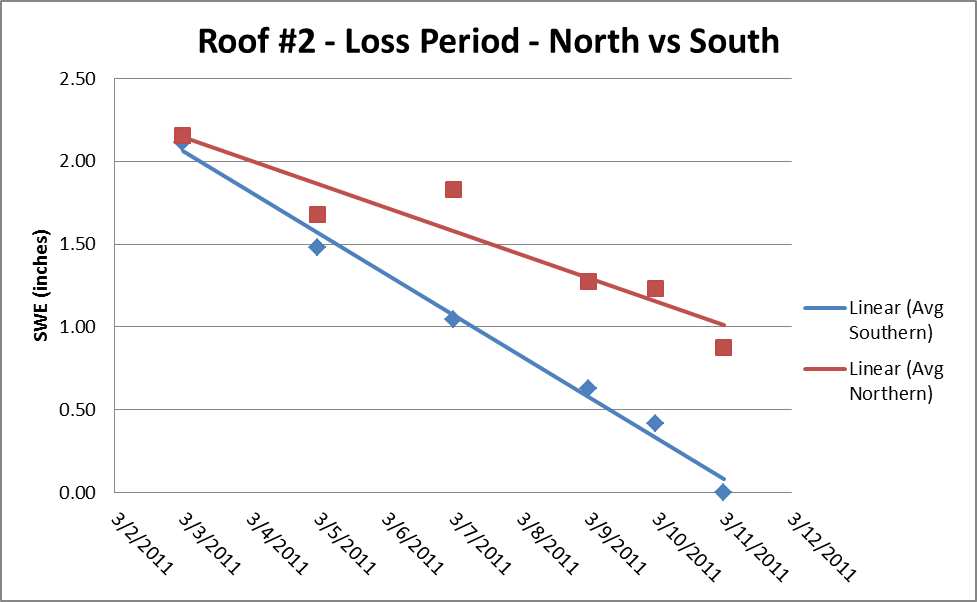 Roof #2 - Loss Period - North vs South
2.50
2.00
1.50
1.00
0.50
0.00
SWE (inches)
3/2/2011
3/3/2011
3/4/2011
3/5/2011
3/6/2011
3/7/2011
3/8/2011
3/9/2011
3/10/2011
3/11/2011
3/12/2011
Linear (Avg
Southern)
Linear (Avg
Northern)